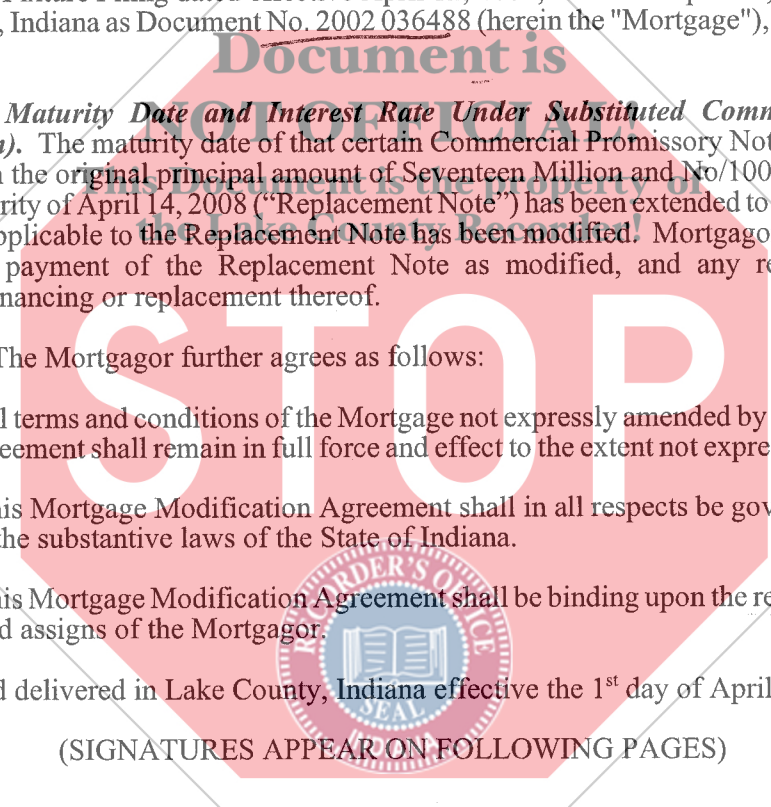 , Indiana as Document No. 2002 036488 (herein the "Mortgage"),
Document is
Maturity Date and Interest Rate Under Substituted Comm
NOT OFFICIAL!
n). The maturity date of that certain Commercial Promissory Not
n the original principal amount of Seventeen Million and No/100
This Document is the property of
rity of April 14, 2008 (“Replacement Note”) has been extended to
the Lake County Recorder!
pplicable to the Replacement Note has been modified. Mortgago
payment of the Replacement Note as modified, and any re
nancing or replacement thereof.
STOP
The Mortgagor further agrees as follows:
l terms and conditions of the Mortgage not expressly amended by
eement shall remain in full force and effect to the extent not expre
his Mortgage Modification Agreement shall in all respects be gov
the substantive laws of the State of Indiana.
RECORDER'S OFFICE
his Mortgage Modification Agreement shall be binding upon the re
d assigns of the Mortgagor.
d delivered in Lake County, Indiana effective the 1st day of April
SEAL
INDIANA
(SIGNATURES APPEAR ON FOLLOWING PAGES)